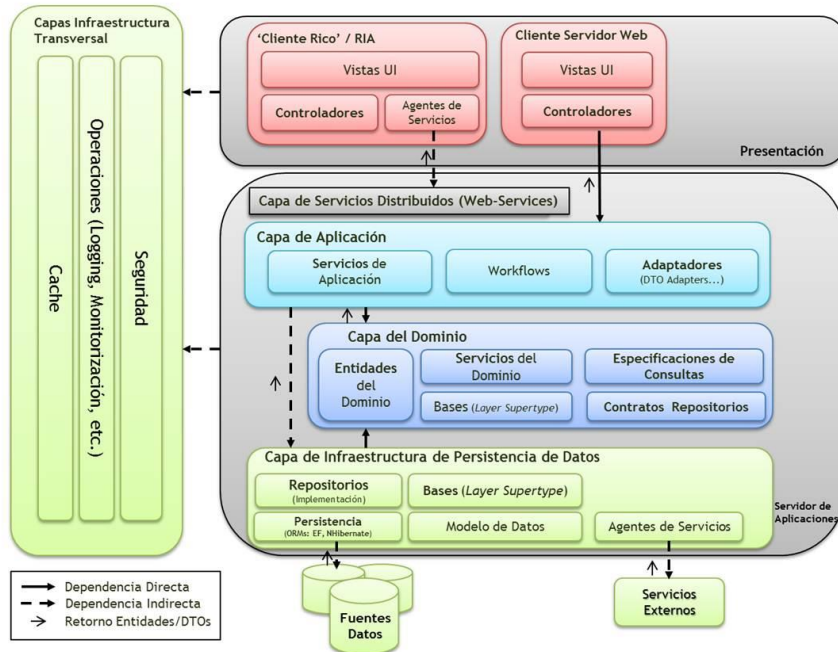 Capas Infraestructura
Transversal
Cache
Operaciones (Logging, Monitorización, etc.)
Seguridad
‘Cliente Rico’ / RIA
Vistas UI
Controladores
Agentes de
Servicios
Cliente Servidor Web
Vistas UI
Controladores
Presentación
Capa de Servicios Distribuidos (Web-Services)
Capa de Aplicación
Servicios de
Aplicación
Workflows
Adaptadores
(DTO Adapters...)
Capa del Dominio
Entidades
del
Dominio
Servicios del
Dominio
Especificaciones de
Consultas
Bases (Layer Supertype)
Contratos Repositorios
Capa de Infraestructura de Persistencia de Datos
Repositorios
(Implementación)
Bases (Layer Supertype)
Persistencia
(ORMs: EF, NHibernate)
Modelo de Datos
Agentes de Servicios
Servidor de
Aplicaciones
Fuentes
Datos
Servicios
Externos
Dependencia Directa
Dependencia Indirecta
Retorno Entidades/DTOs